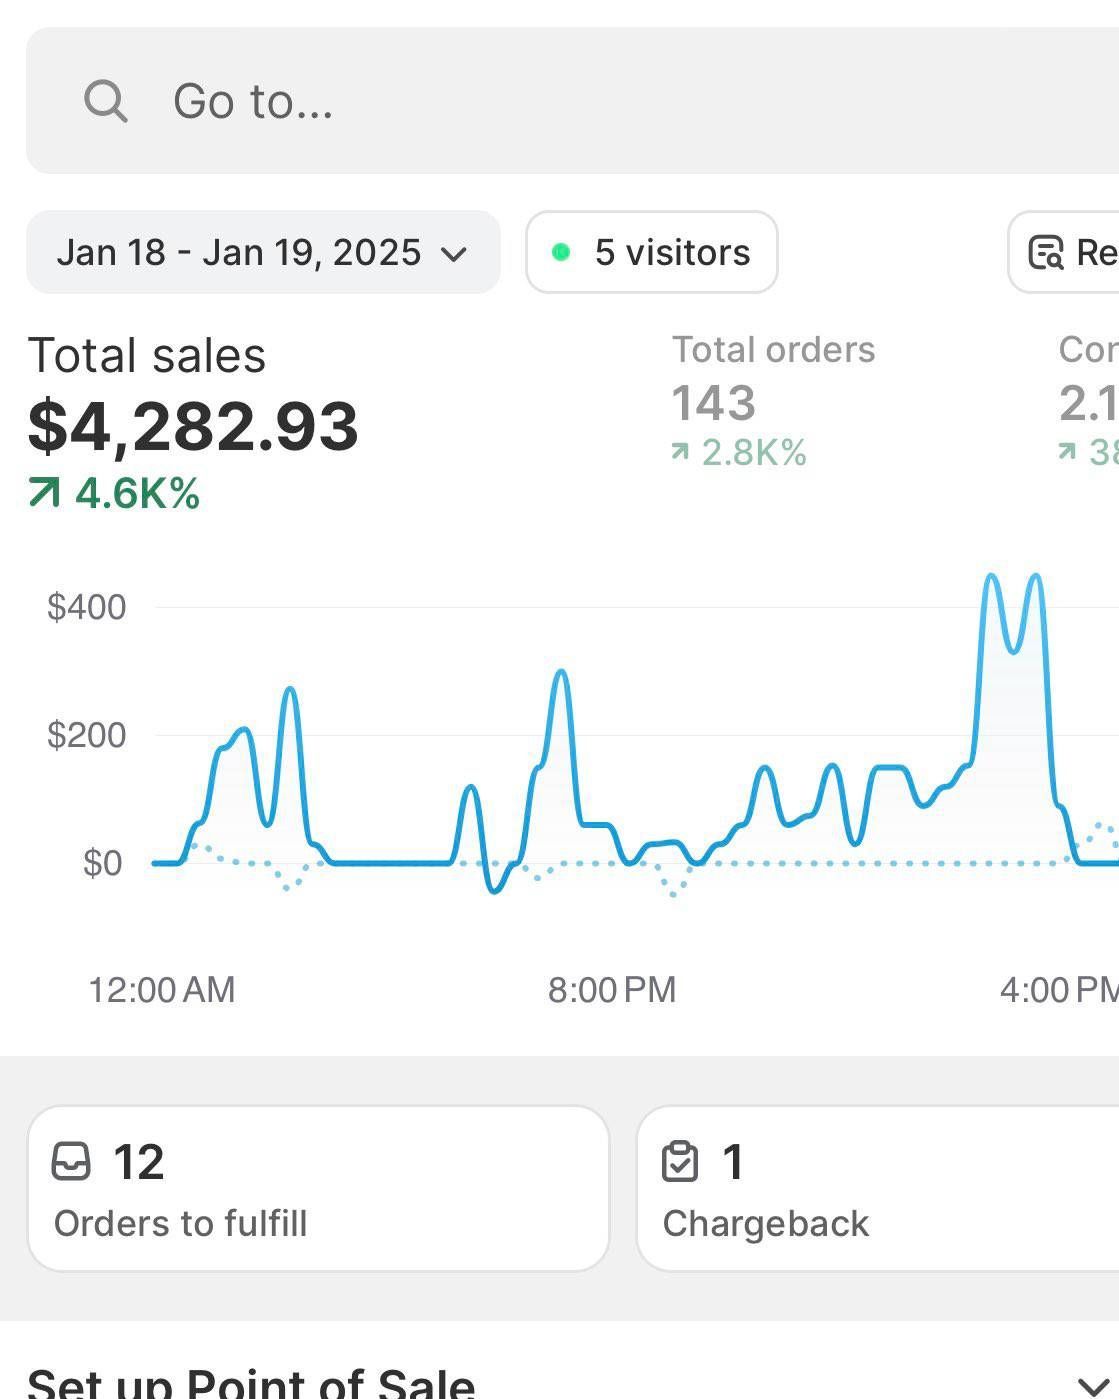 Go to...
Jan 18 - Jan 19, 2025
5 visitors
Re
Total sales
$4,282.93
4.6K%
Total orders
143
2.8K%
Con
2.1
38
$400
$200
$0
12:00 AM
8:00 PM
4:00 PM
12
Orders to fulfill
1
Chargeback
Set up Point of Sale